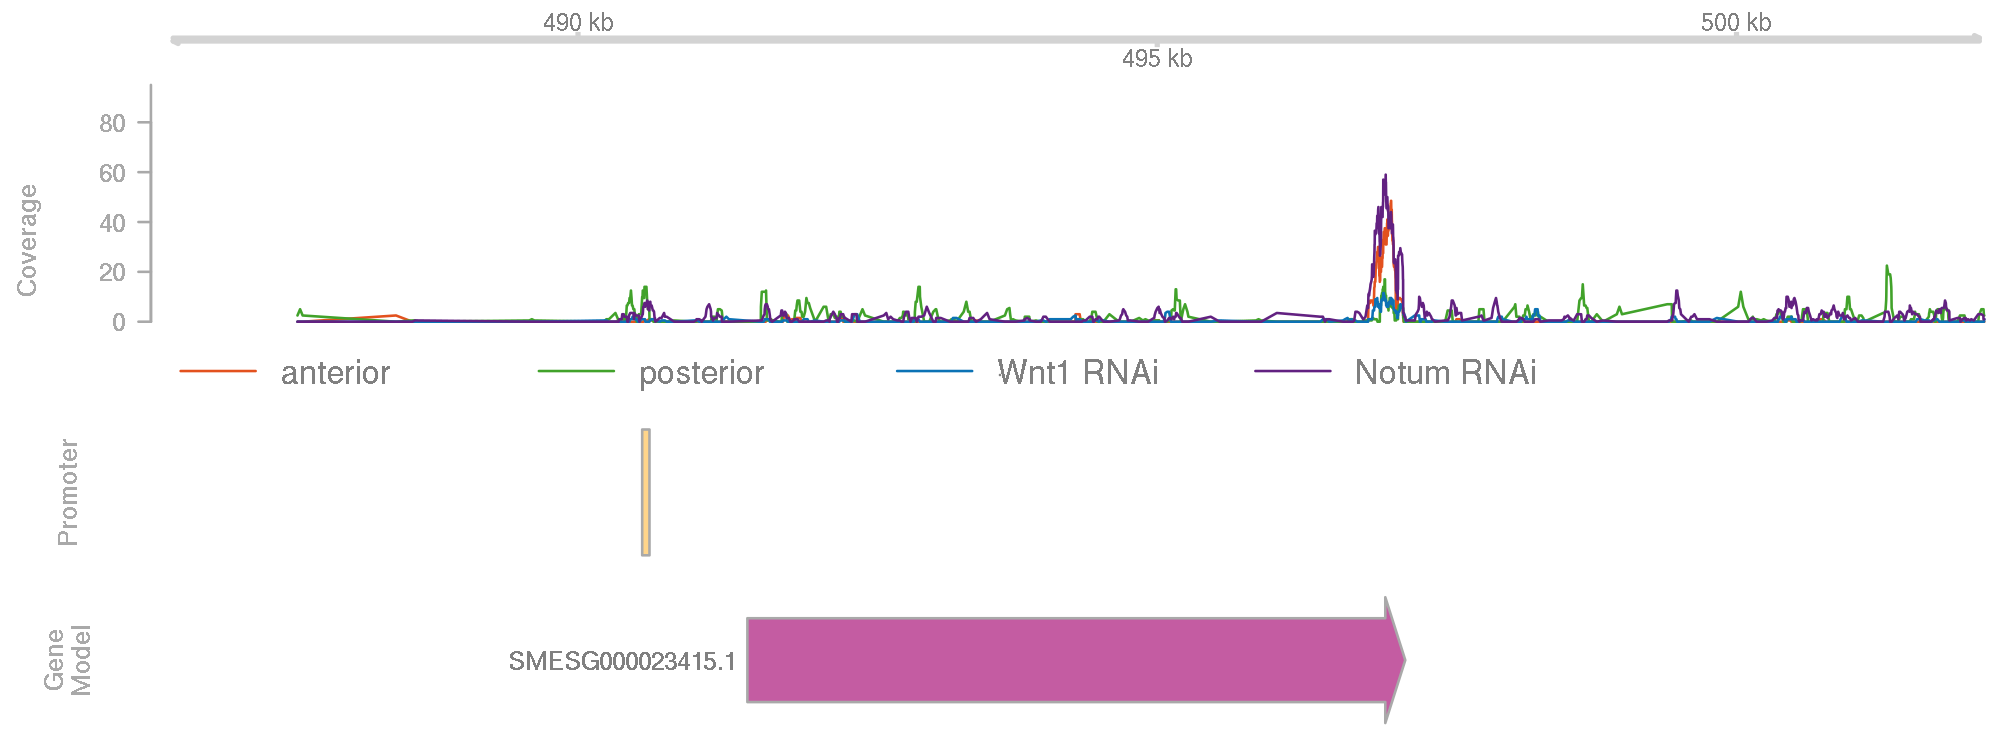 490 kb
500 kb
495 kb
Coverage
80
60
40
20
0
anterior posterior Wnt1 RNAi Notum RNAi
Promoter
Gene
Model
SMESG000023415.1